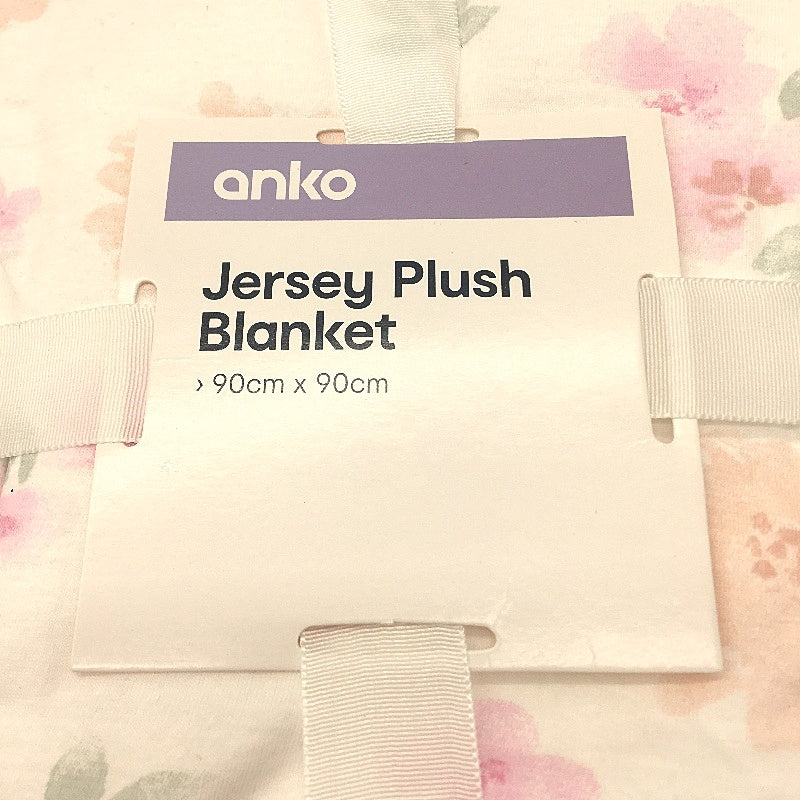 anko
Jersey Plush
Blanket
› 90cm x 90cm